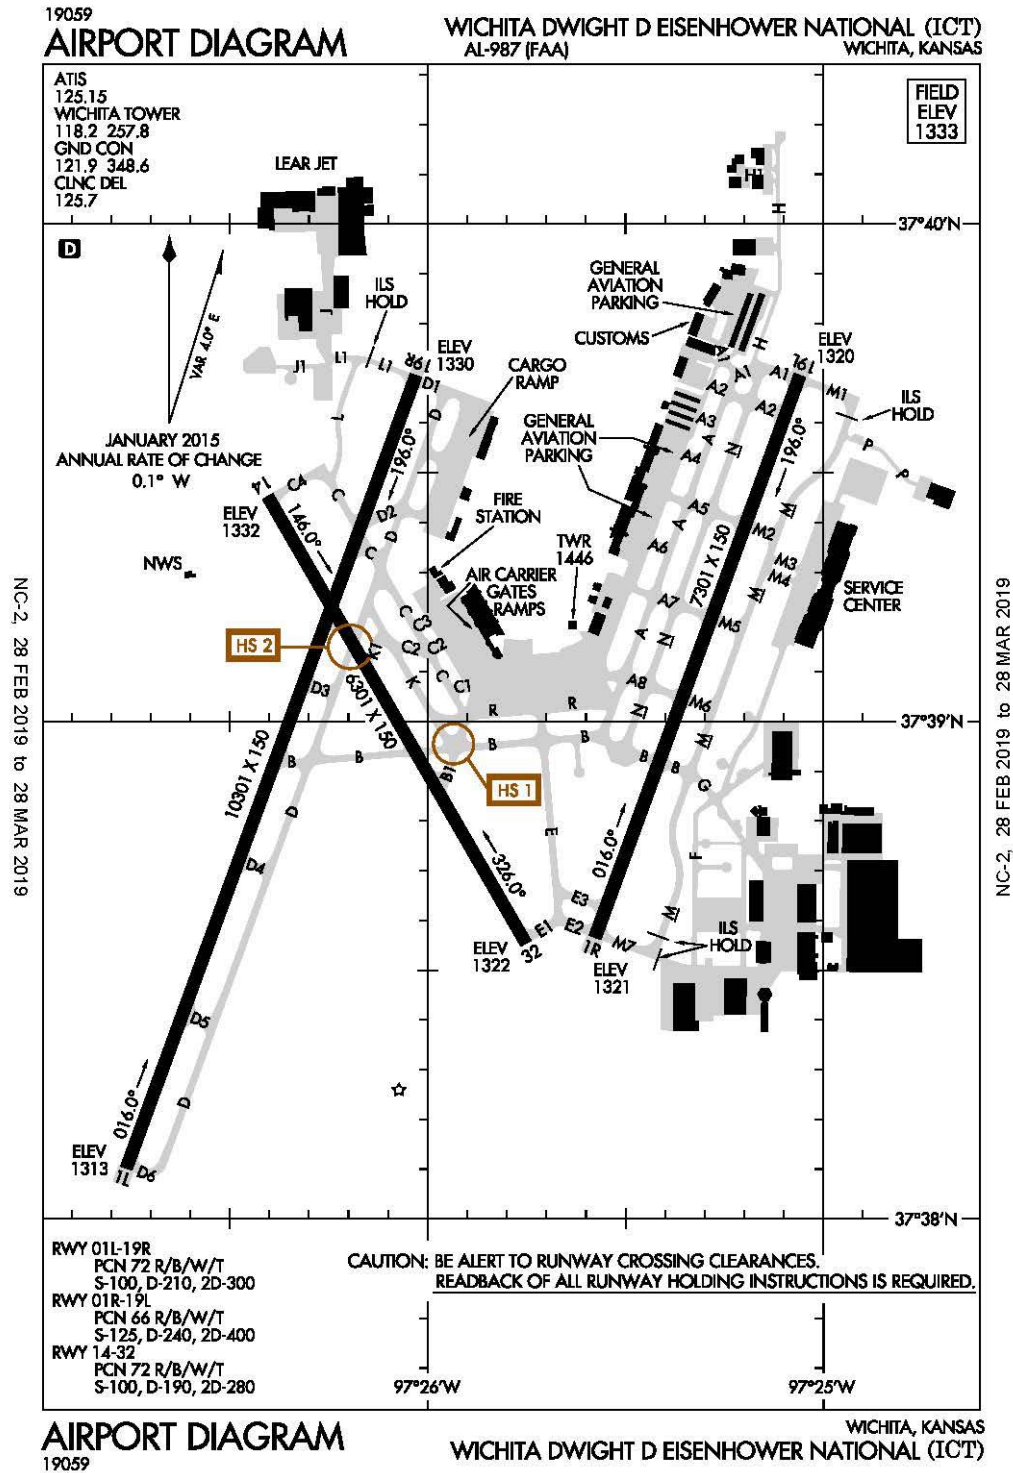 19059
AIRPORT DIAGRAM
WICHITA DWIGHT D EISENHOWER NATIONAL (ICT)
AL-987 (FAA)
WICHITA, KANSAS
ATIS
125.15
WICHITA TOWER
118.2 257.8
GND CON
121.9 348.6
CLNC DEL
125.7
FIELD
ELEV
1333
LEAR JET
H1
H
37°40'N
D
VAR 4.0° E
JANUARY 2015
ANNUAL RATE OF CHANGE
0.1° W
ILS
HOLD
GENERAL
AVIATION
PARKING
CUSTOMS
J
J1
L1
L1
L
19R
ELEV
1330
D1
D
CARGO
RAMP
H
ELEV
1320
19L
A1
A1
A2
A2
A3
A
A4
N
M1
ILS
HOLD
P
P
196.0°
196.0°
GENERAL
AVIATION
PARKING
14
ELEV
1332
C4
C
146.0°
D2
D
C
FIRE
STATION
TWR
1446
A5
A
A6
A7
A
N
7301 X 150
M
M2
M3
M4
M
M5
SERVICE
CENTER
NWS
AIR CARRIER
GATES
RAMPS
C
C3
C2
C2
C
C1
K1
K
HS 2
D3
6301 X 150
R
R
A8
N
M6
M
37°39'N
B
B
B
B
B
B
B1
HS 1
G
10301 X 150
D
D4
E
F
016.0°
326.0°
E3
E2
E1
M
M7
ILS
HOLD
ELEV
1322
32
1R
ELEV
1321
D5
D
016.0°
ELEV
1313
1L
D6
37°38'N
RWY 01L-19R
PCN 72 R/B/W/T
S-100, D-210, 2D-300
RWY 01R-19L
PCN 66 R/B/W/T
S-125, D-240, 2D-400
RWY 14-32
PCN 72 R/B/W/T
S-100, D-190, 2D-280
CAUTION: BE ALERT TO RUNWAY CROSSING CLEARANCES.
READBACK OF ALL RUNWAY HOLDING INSTRUCTIONS IS REQUIRED.
97°26'W
97°25'W
NC-2, 28 FEB 2019 to 28 MAR 2019
NC-2, 28 FEB 2019 to 28 MAR 2019
AIRPORT DIAGRAM
19059
WICHITA, KANSAS
WICHITA DWIGHT D EISENHOWER NATIONAL (ICT)